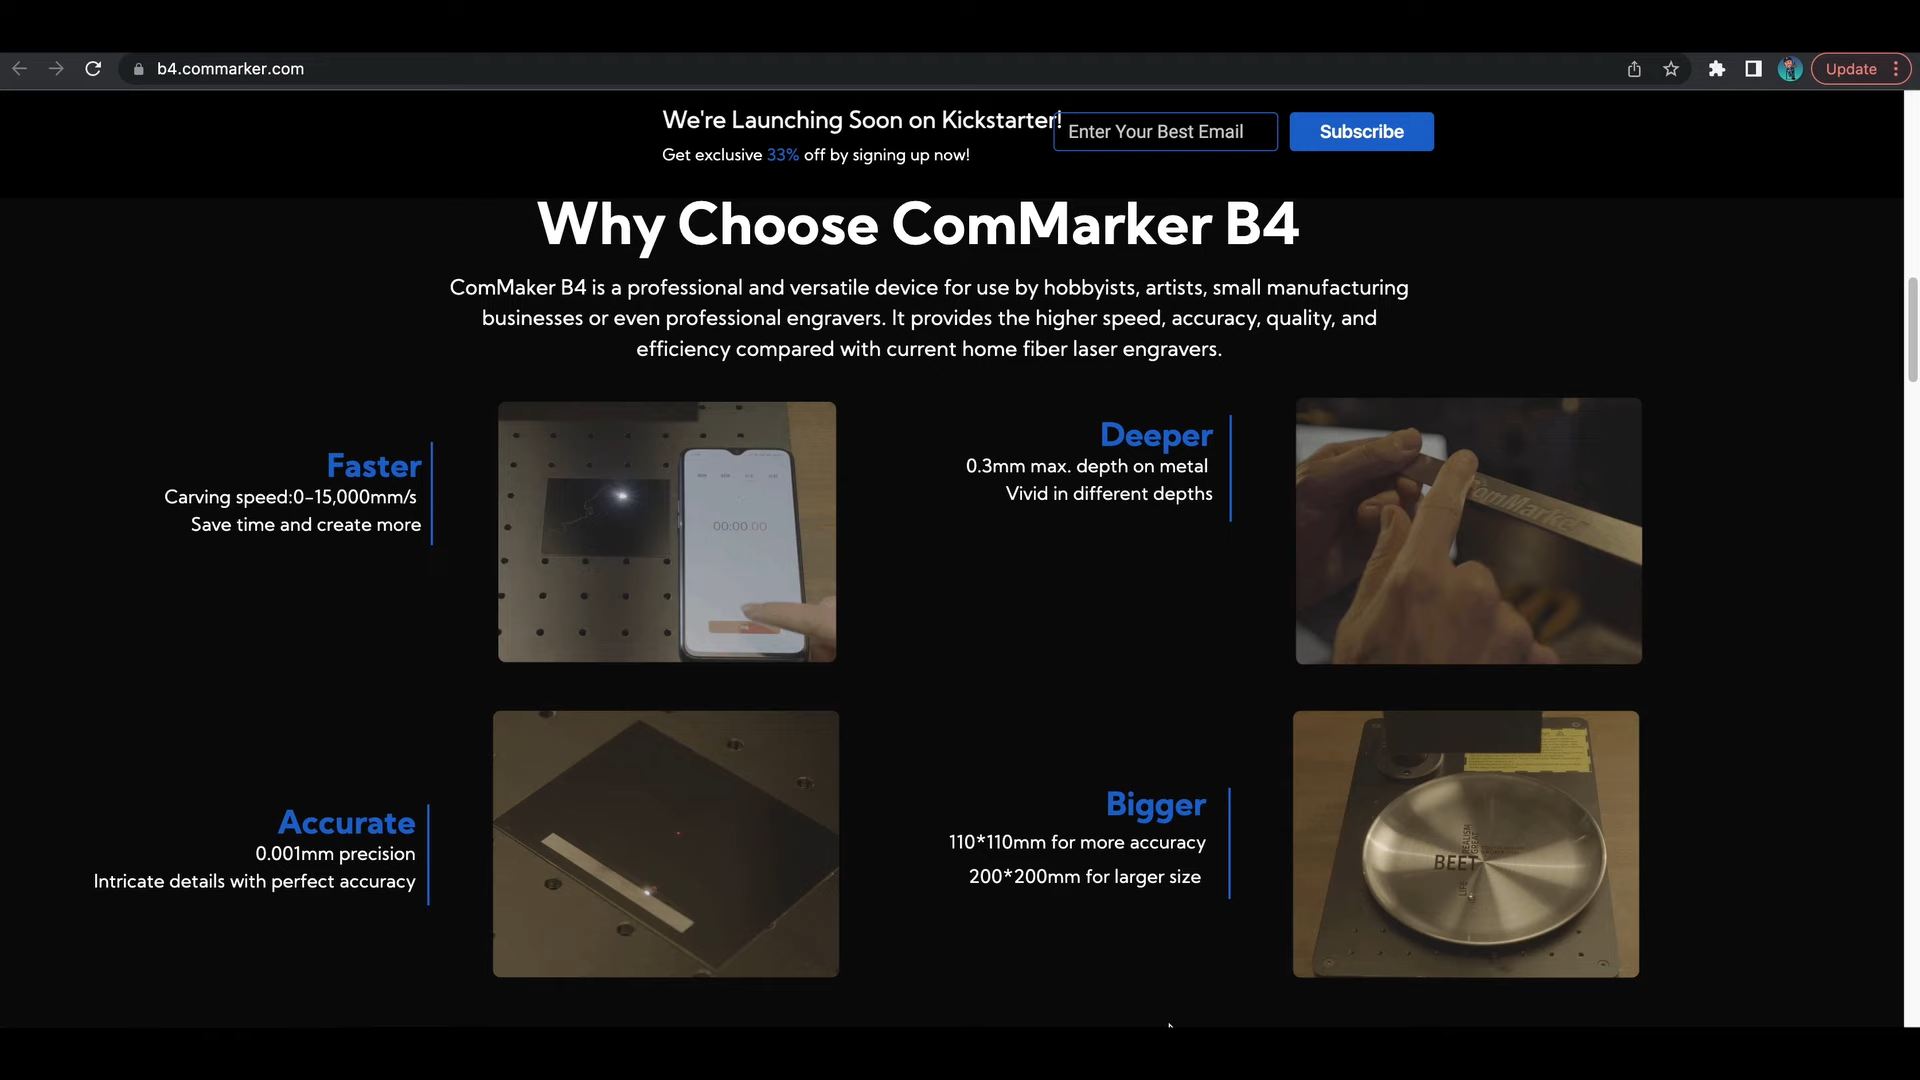 b4.commarker.com
Update
We're Launching Soon on Kickstarter!
Get exclusive 33% off by signing up now!
Enter Your Best Email
Subscribe
Why Choose ComMarker B4
ComMaker B4 is a professional and versatile device for use by hobbyists, artists, small manufacturing
businesses or even professional engravers. It provides the higher speed, accuracy, quality, and
efficiency compared with current home fiber laser engravers.
Faster
Carving speed:0-15,000mm/s
Save time and create more
00:00.00
Deeper
0.3mm max. depth on metal
Vivid in different depths
ComMarker
Accurate
0.001mm precision
Intricate details with perfect accuracy
Bigger
110*110mm for more accuracy
200*200mm for larger size
REALISM
GREAT
BEET
LIFE